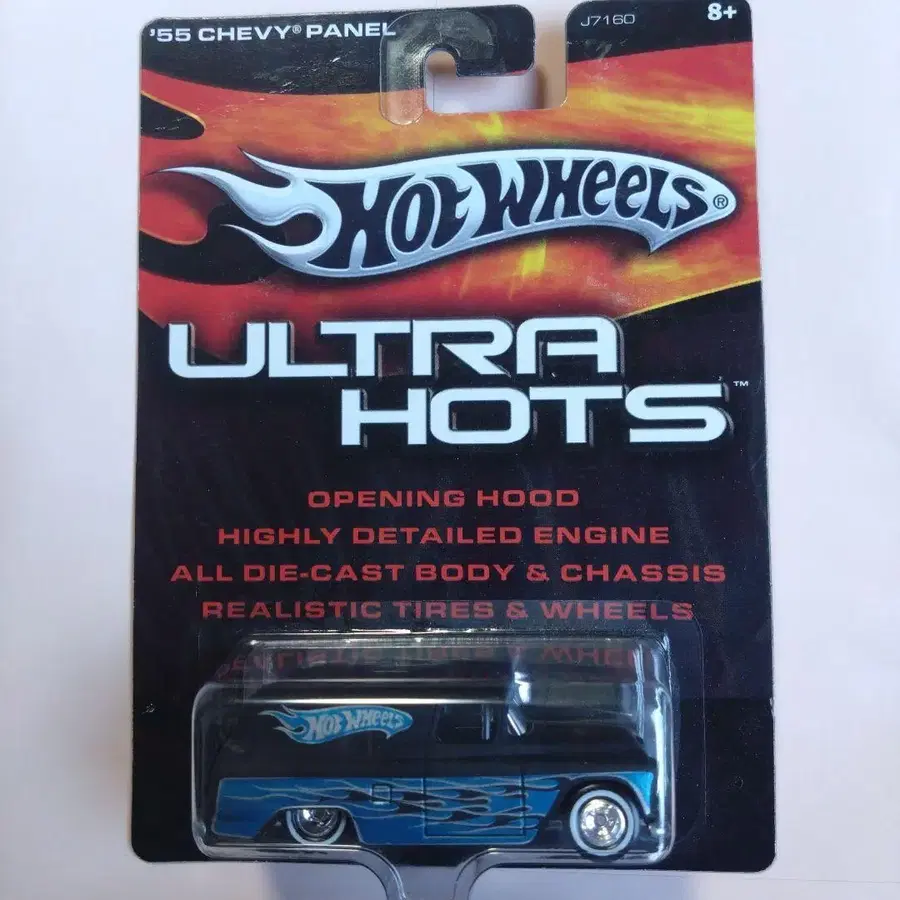 '55 CHEVY® PANEL
J7160
8+
HOT WHEELS®
ULTRA
HOTS™
OPENING HOOD
HIGHLY DETAILED ENGINE
ALL DIE-CAST BODY & CHASSIS
REALISTIC TIRES & WHEELS
HOT WHEELS